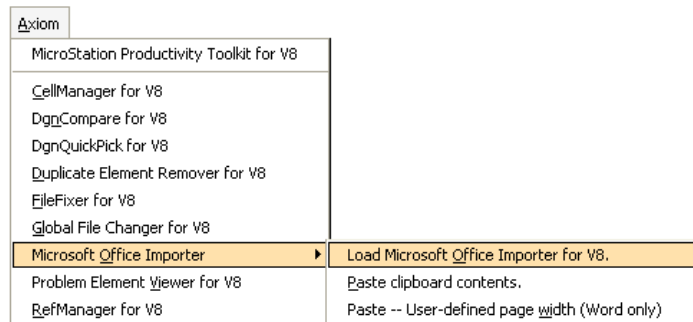 Axiom
MicroStation Productivity Toolkit for V8
CellManager for V8
DgnCompare for V8
DgnQuickPick for V8
Duplicate Element Remover for V8
FileFixer for V8
Global File Changer for V8
Microsoft Office Importer
Load Microsoft Office Importer for V8.
Problem Element Viewer for V8
Paste clipboard contents.
RefManager for V8
Paste -- User-defined page width (Word only)